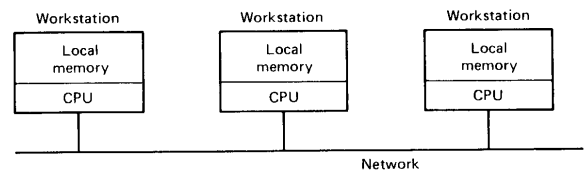 Workstation Workstation Workstation
Local Local Local
memory memory memory
CPU CPU CPU
Network